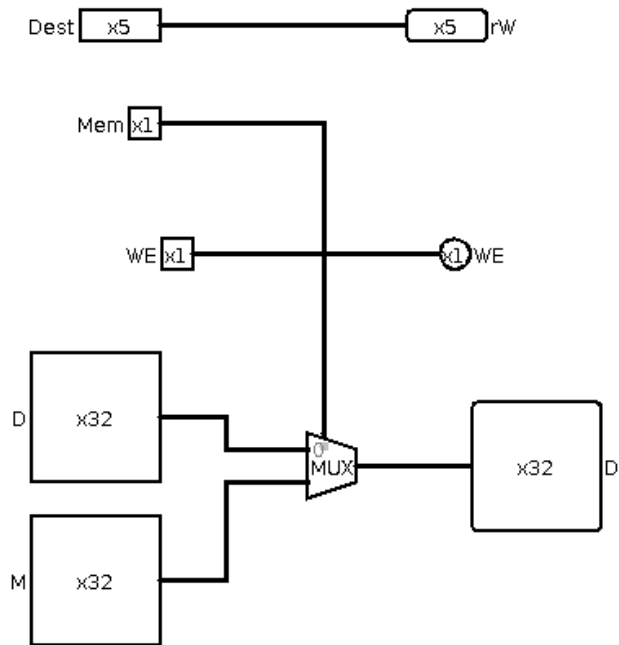 Dest x5 x5 rW
Mem x1
WE x1 x1 WE
D x32
0
MUX
x32 D
M x32